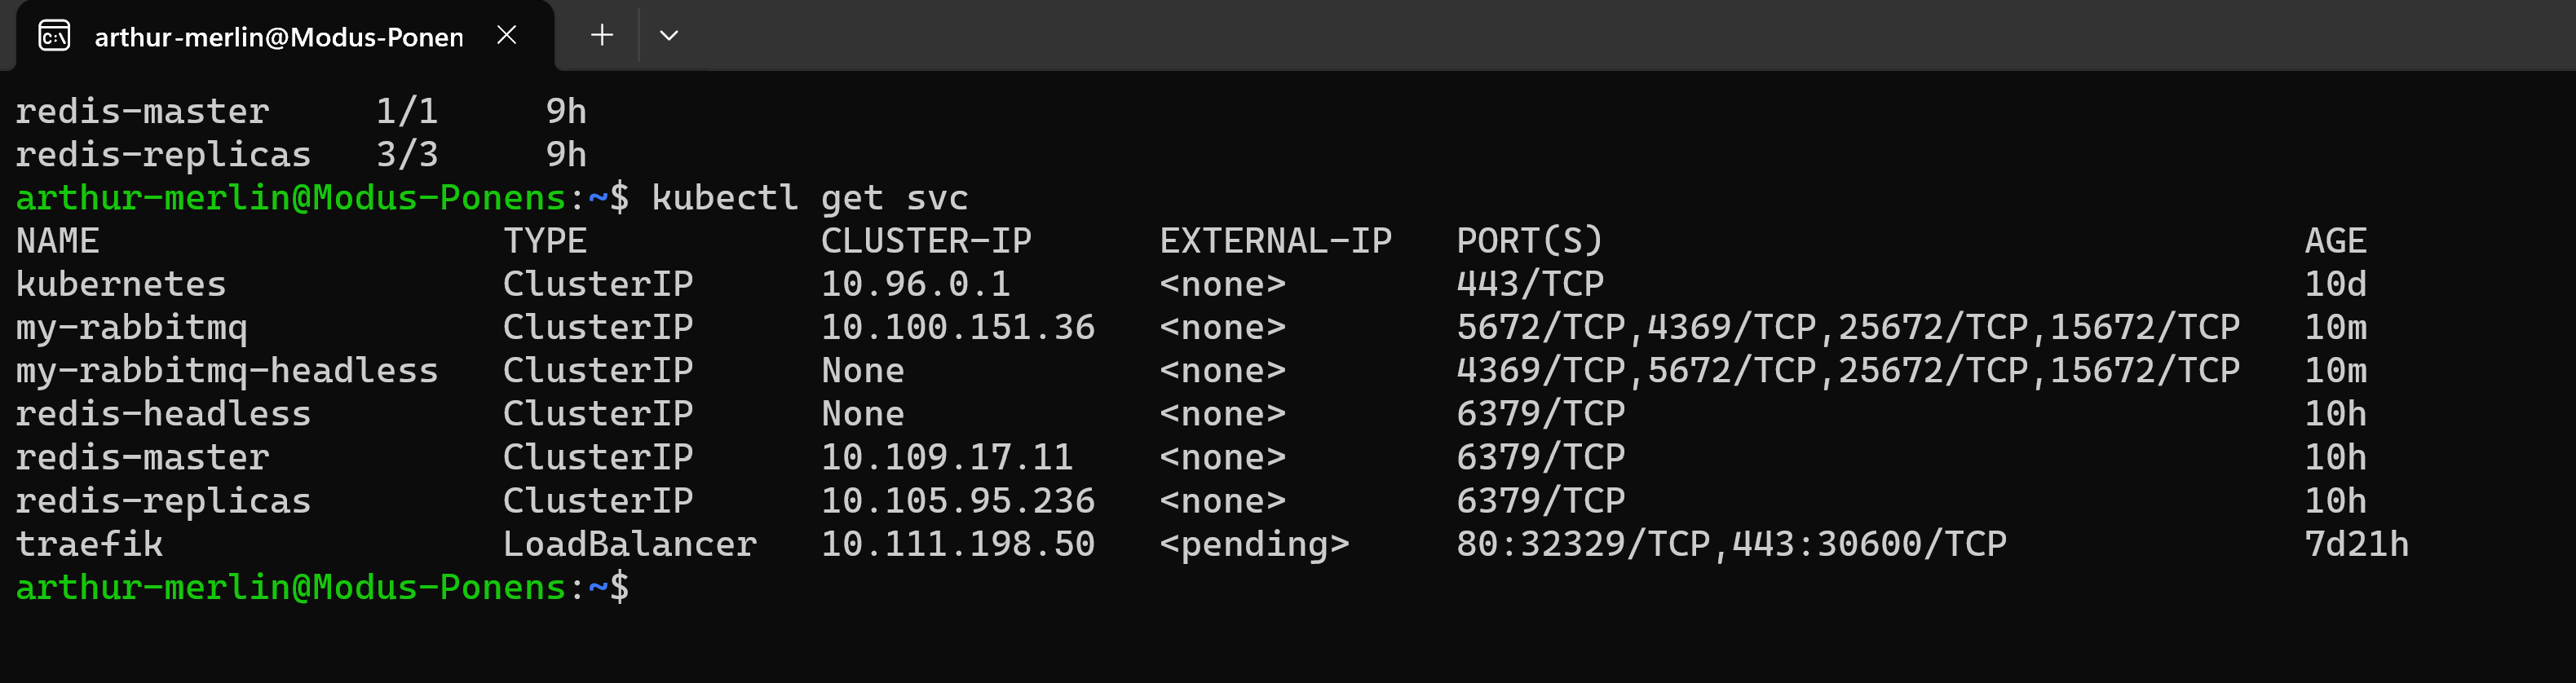 arthur-merlin@Modus-Ponen
redis-master     1/1     9h
redis-replicas   3/3     9h
arthur-merlin@Modus-Ponens:~$ kubectl get svc
NAME                   TYPE           CLUSTER-IP      EXTERNAL-IP   PORT(S)                                 AGE
kubernetes             ClusterIP      10.96.0.1       <none>        443/TCP                                 10d
my-rabbitmq            ClusterIP      10.100.151.36   <none>        5672/TCP,4369/TCP,25672/TCP,15672/TCP   10m
my-rabbitmq-headless   ClusterIP      None            <none>        4369/TCP,5672/TCP,25672/TCP,15672/TCP   10m
redis-headless         ClusterIP      None            <none>        6379/TCP                                10h
redis-master           ClusterIP      10.109.17.11    <none>        6379/TCP                                10h
redis-replicas         ClusterIP      10.105.95.236   <none>        6379/TCP                                10h
traefik                LoadBalancer   10.111.198.50   <pending>     80:32329/TCP,443:30600/TCP              7d21h
arthur-merlin@Modus-Ponens:~$